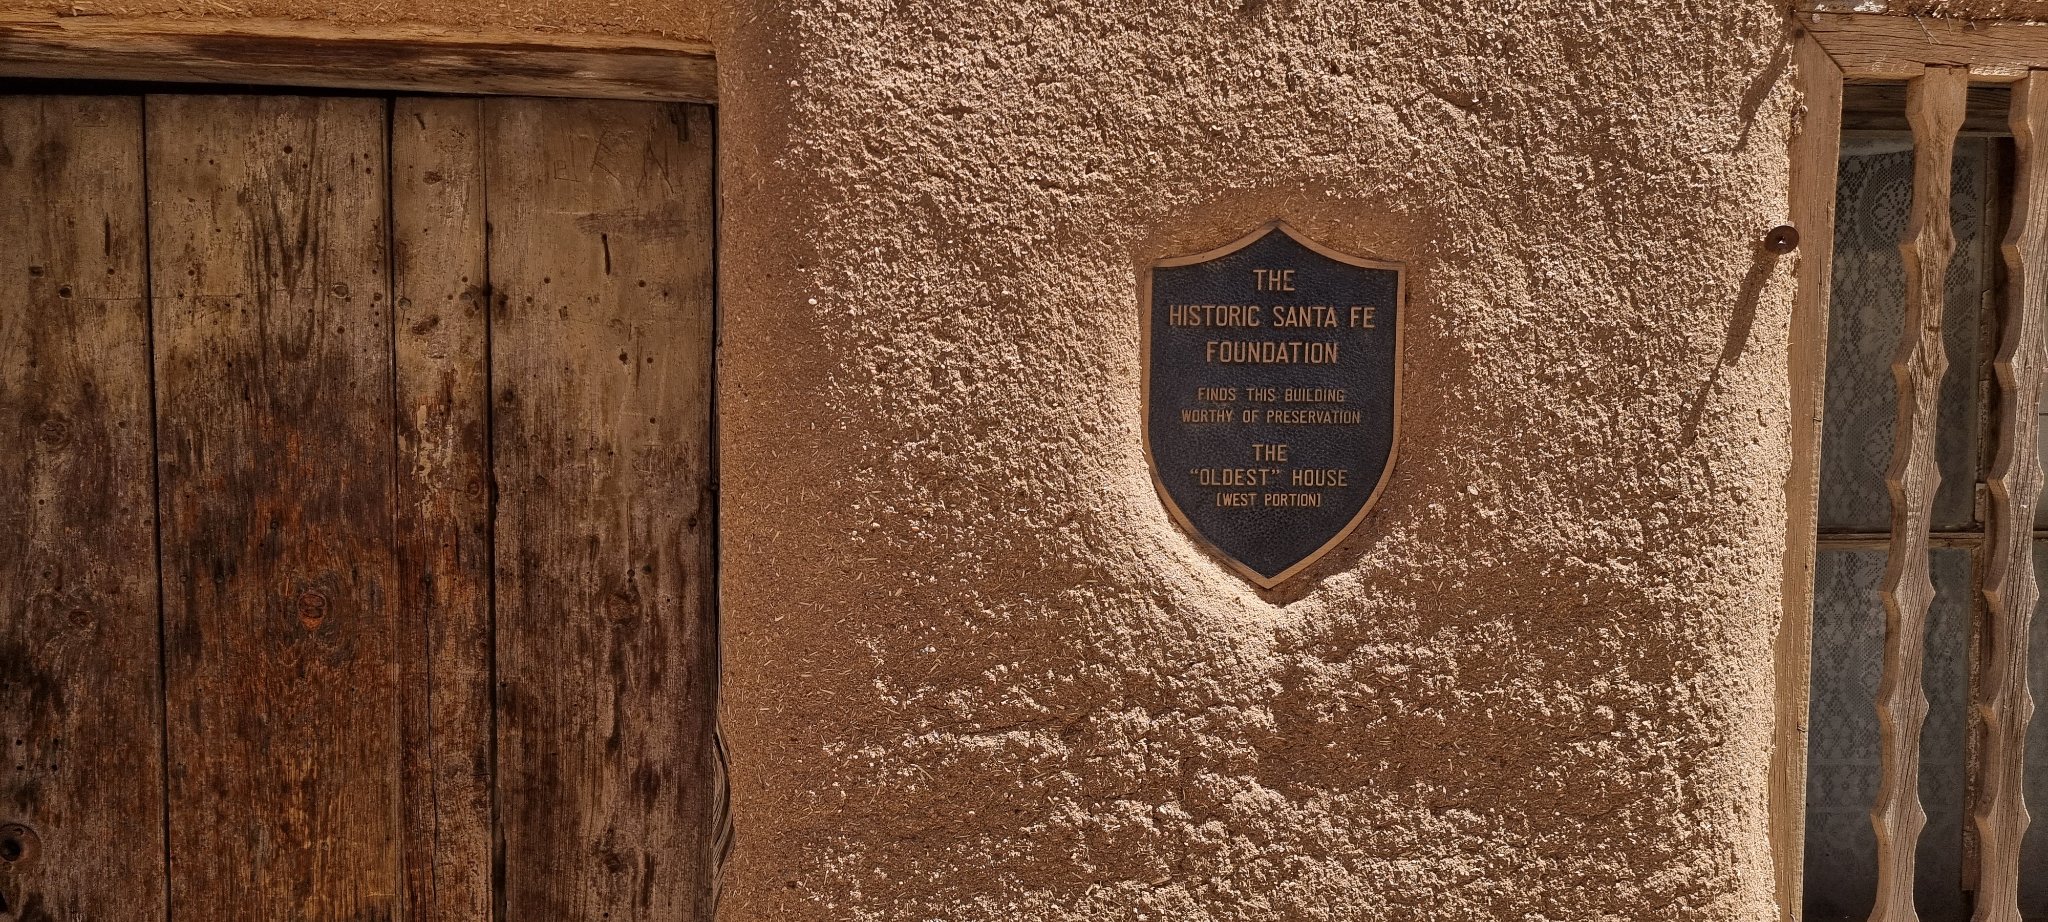 THE
HISTORIC SANTA FE
FOUNDATION
FINDS THIS BUILDING
WORTHY OF PRESERVATION
THE
“OLDEST” HOUSE
(WEST PORTION)